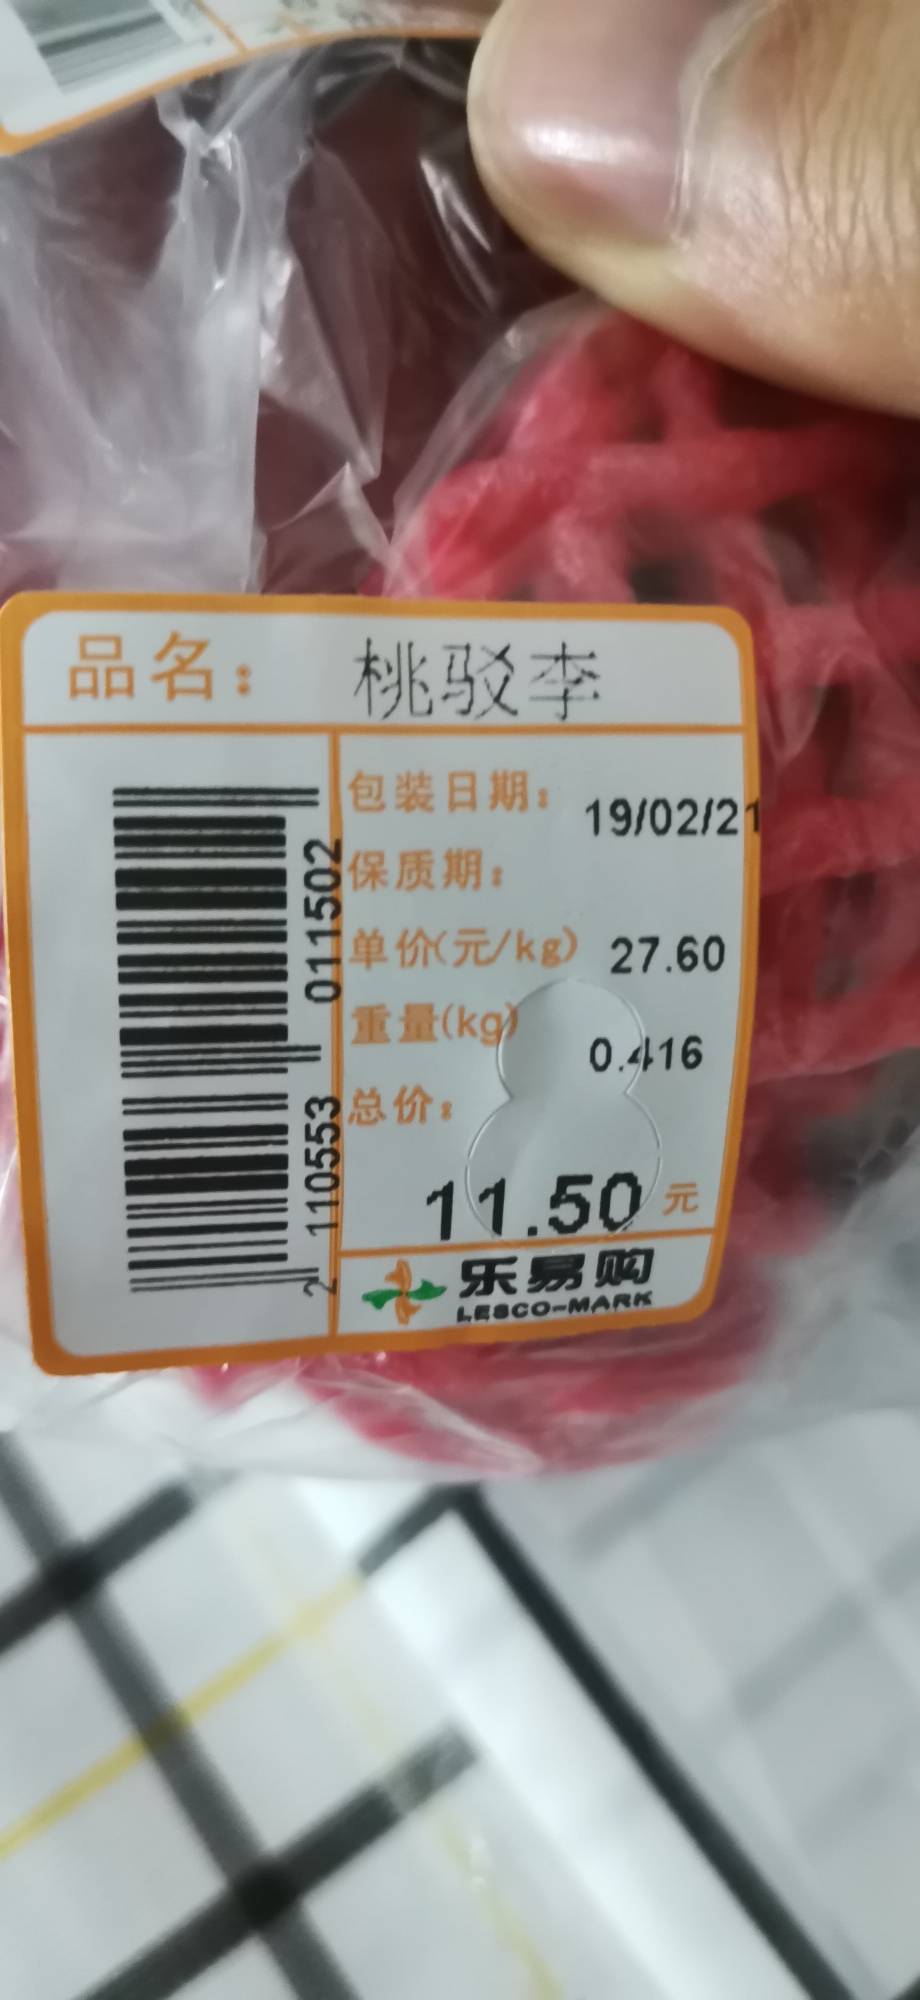 品名： 桃驳李
包装日期： 19/02/21
保质期：
单价(元/kg) 27.60
重量(kg) 0.416
总价：
11.50 元
乐易购
LESCO-MARK
2 110553 011502